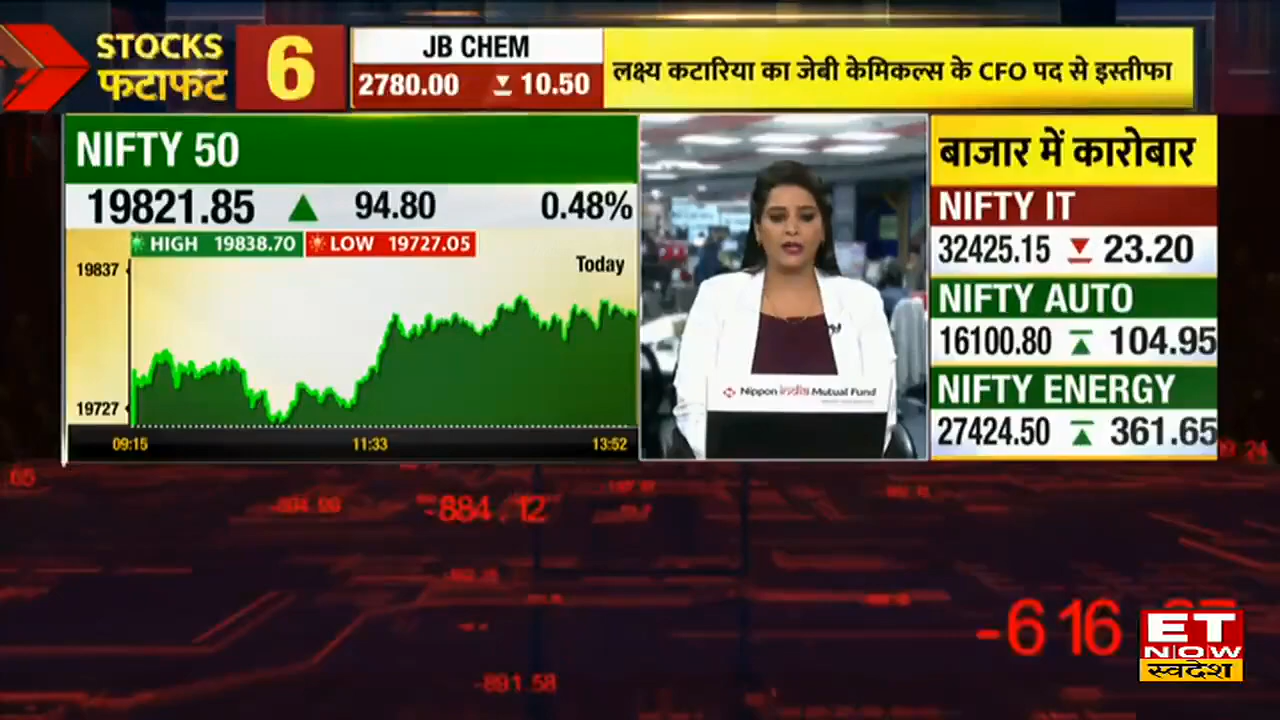 STOCKS
फटाफट
6
JB CHEM
2780.00 10.50
लक्ष्य कटारिया का जेबी केमिकल्स के CFO पद से इस्तीफा
NIFTY 50
19821.85 94.80 0.48%
HIGH 19838.70 LOW 19727.05
Today
19837
19727
09:15 11:33 13:52
Nippon india Mutual Fund
बाजार में कारोबार
NIFTY IT
32425.15 23.20
NIFTY AUTO
16100.80 104.95
NIFTY ENERGY
27424.50 361.65
-884.12
-616
-891.58
ET
NOW
स्वदेश